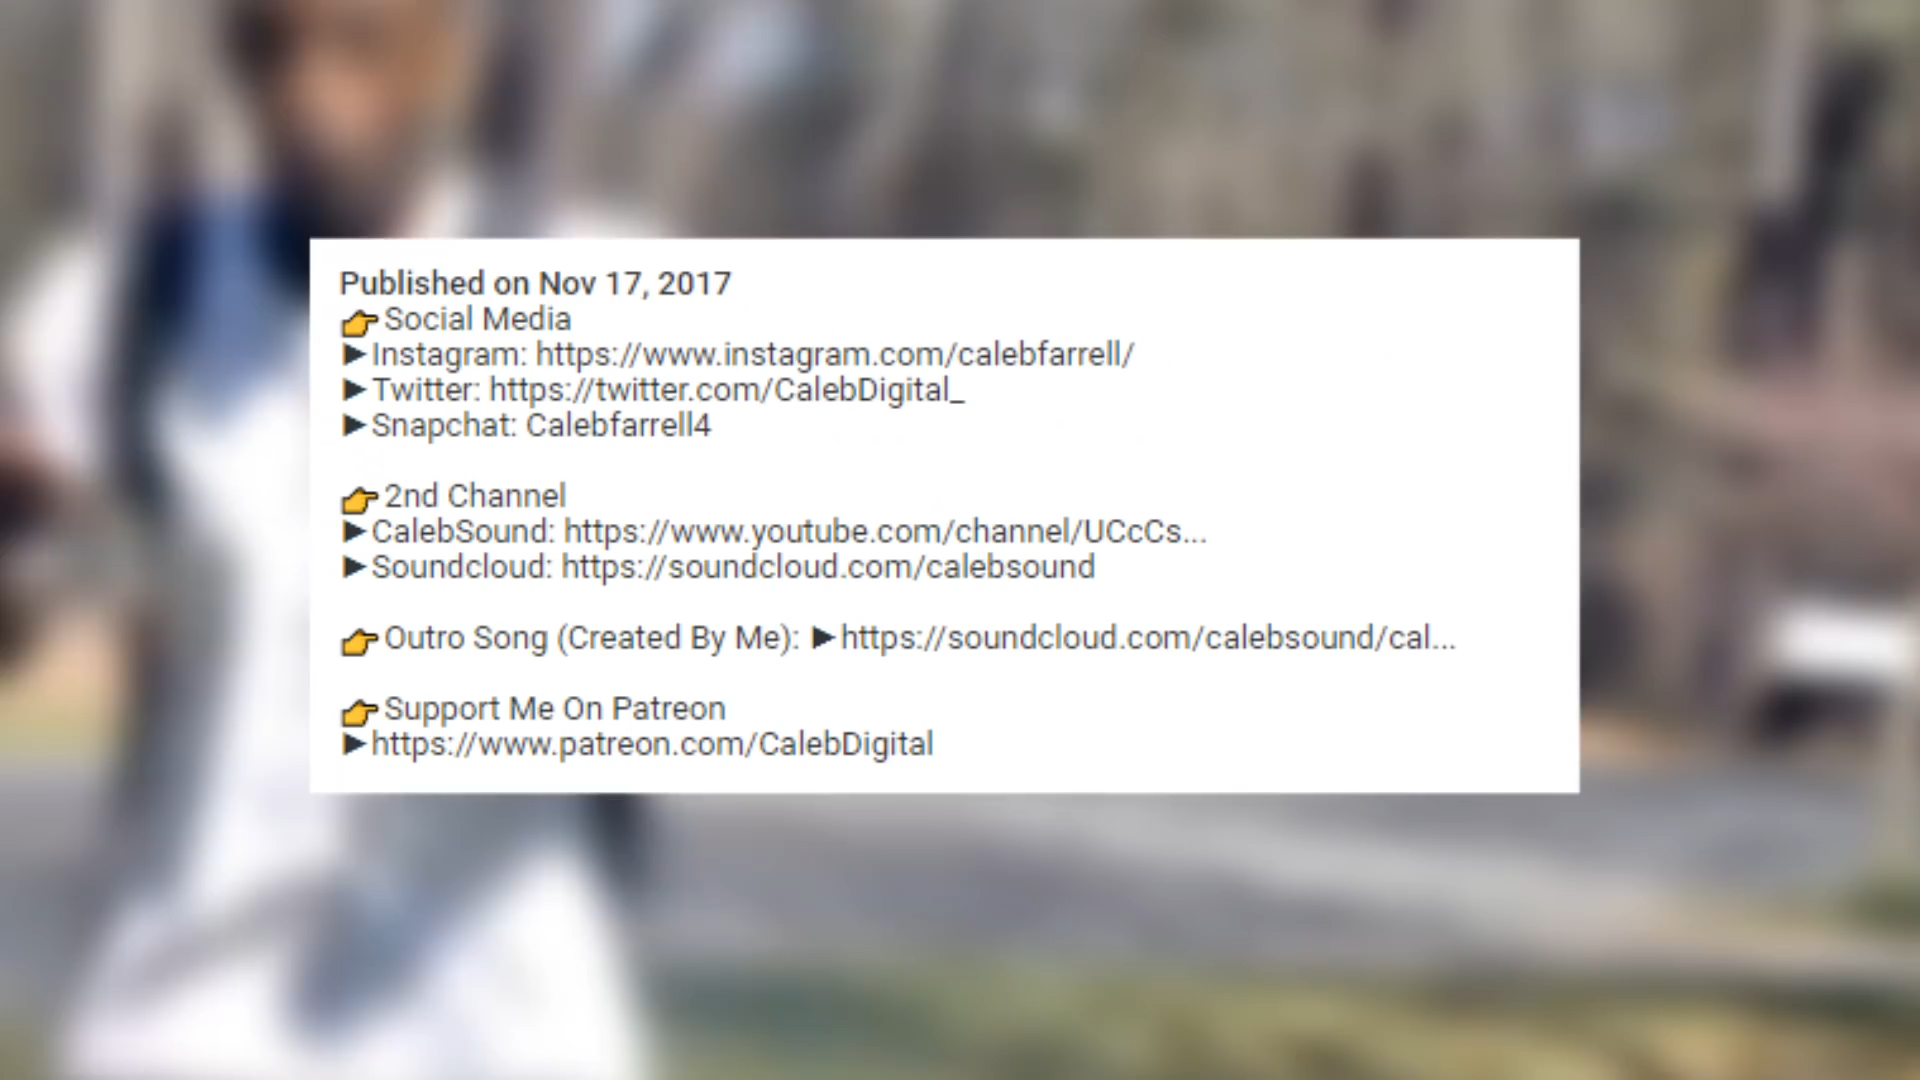 Published on Nov 17, 2017
👉Social Media
►Instagram: https://www.instagram.com/calebfarrell/
►Twitter: https://twitter.com/CalebDigital_
►Snapchat: Calebfarrell4
👉2nd Channel
►CalebSound: https://www.youtube.com/channel/UCcCs...
►Soundcloud: https://soundcloud.com/calebsound
👉Outro Song (Created By Me): ►https://soundcloud.com/calebsound/cal...
👉Support Me On Patreon
►https://www.patreon.com/CalebDigital